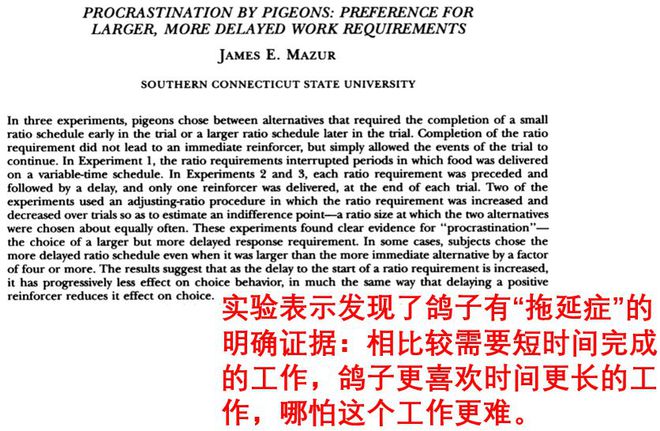 PROCRASTINATION BY PIGEONS: PREFERENCE FOR
LARGER, MORE DELAYED WORK REQUIREMENTS
JAMES E. MAZUR
SOUTHERN CONNECTICUT STATE UNIVERSITY
In three experiments, pigeons chose between alternatives that required the completion of a small
ratio schedule early in the trial or a larger ratio schedule later in the trial. Completion of the ratio
requirement did not lead to an immediate reinforcer, but simply allowed the events of the trial to
continue. In Experiment 1, the ratio requirements interrupted periods in which food was delivered
on a variable-time schedule. In Experiments 2 and 3, each ratio requirement was preceded and
followed by a delay, and only one reinforcer was delivered, at the end of each trial. Two of the
experiments used an adjusting-ratio procedure in which the ratio requirement was increased and
decreased over trials so as to estimate an indifference point—a ratio size at which the two alternatives
were chosen about equally often. These experiments found clear evidence for "procrastination"—
the choice of a larger but more delayed response requirement. In some cases, subjects chose the
more delayed ratio schedule even when it was larger than the more immediate alternative by a factor
of four or more. The results suggest that as the delay to the start of a ratio requirement is increased,
it has progressively less effect on choice behavior, in much the same way that delaying a positive
reinforcer reduces it effect on choice.
实验表示发现了鸽子有“拖延症”的
明确证据：相比较需要短时间完成
的工作，鸽子更喜欢时间更长的工
作，哪怕这个工作更难。